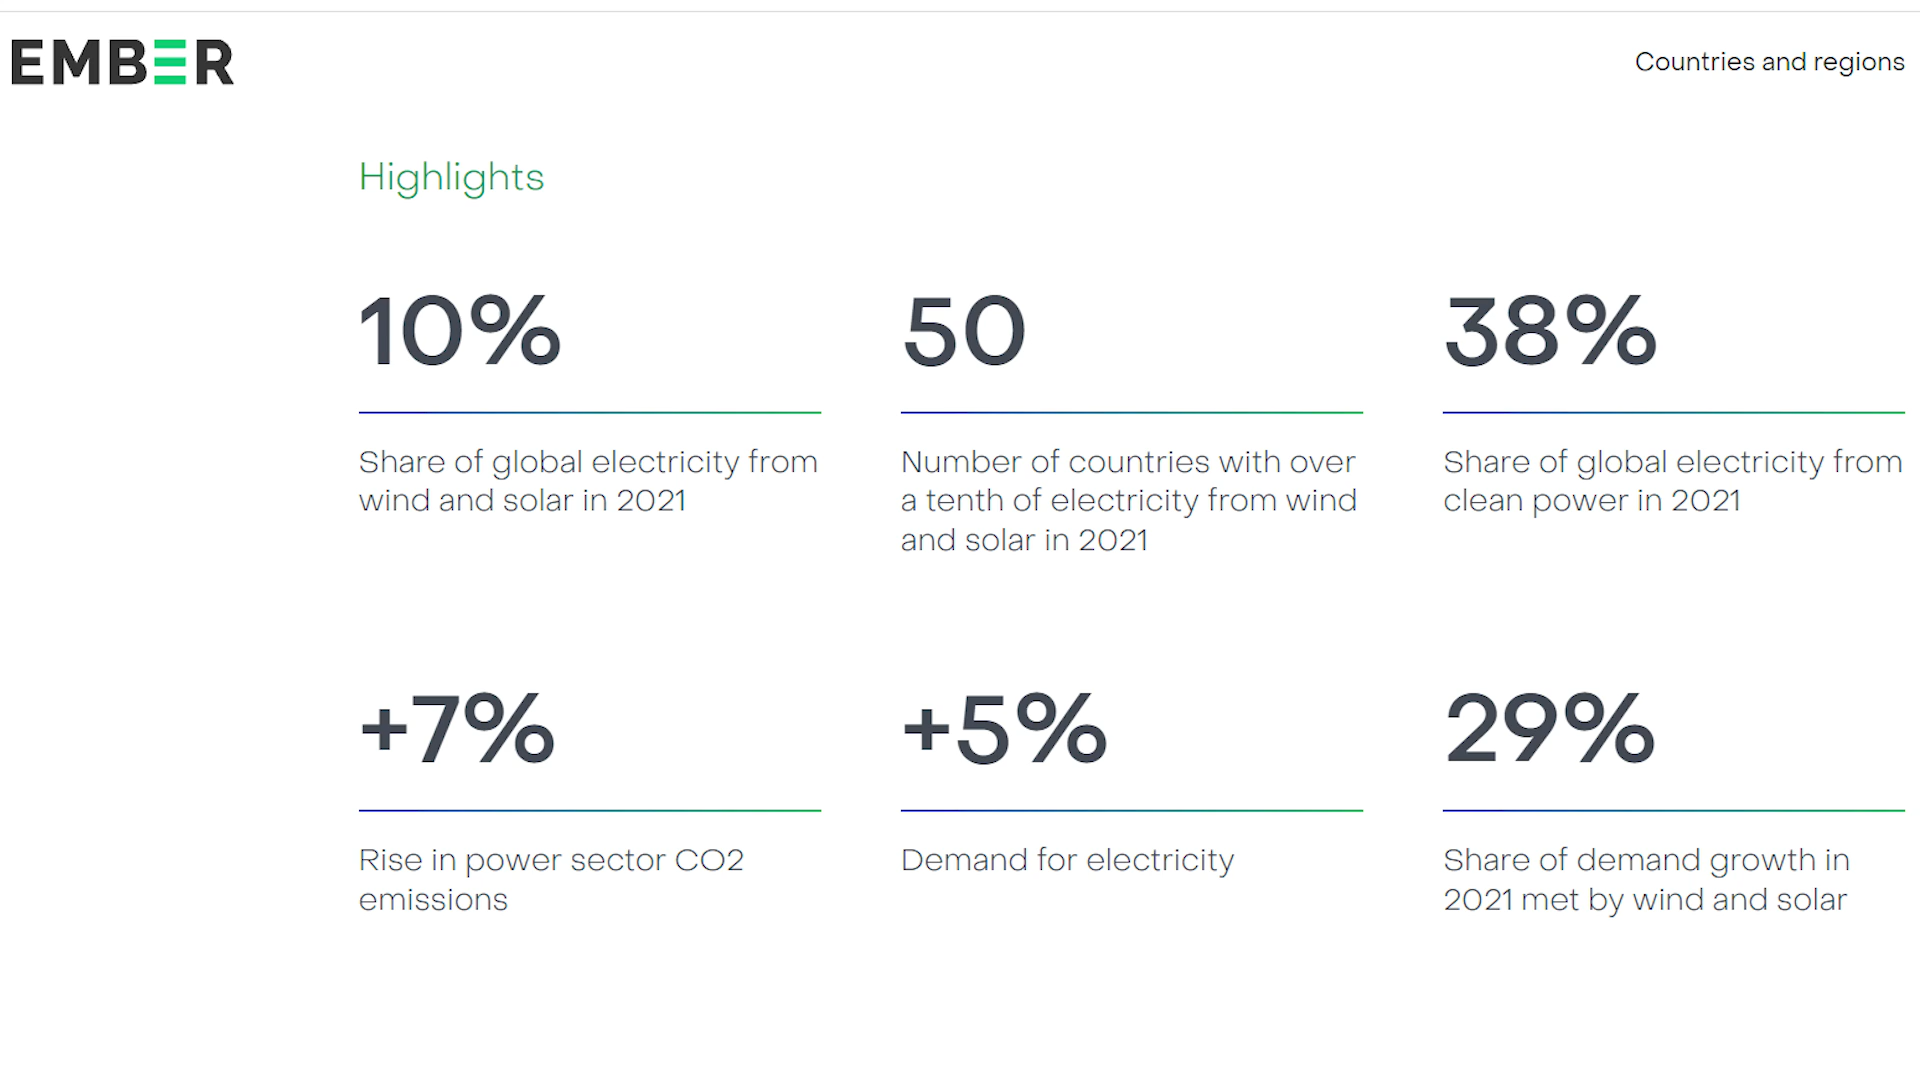 EMBER
Countries and regions
Highlights
10%
Share of global electricity from
wind and solar in 2021
50
Number of countries with over
a tenth of electricity from wind
and solar in 2021
38%
Share of global electricity from
clean power in 2021
+7%
Rise in power sector CO2
emissions
+5%
Demand for electricity
29%
Share of demand growth in
2021 met by wind and solar